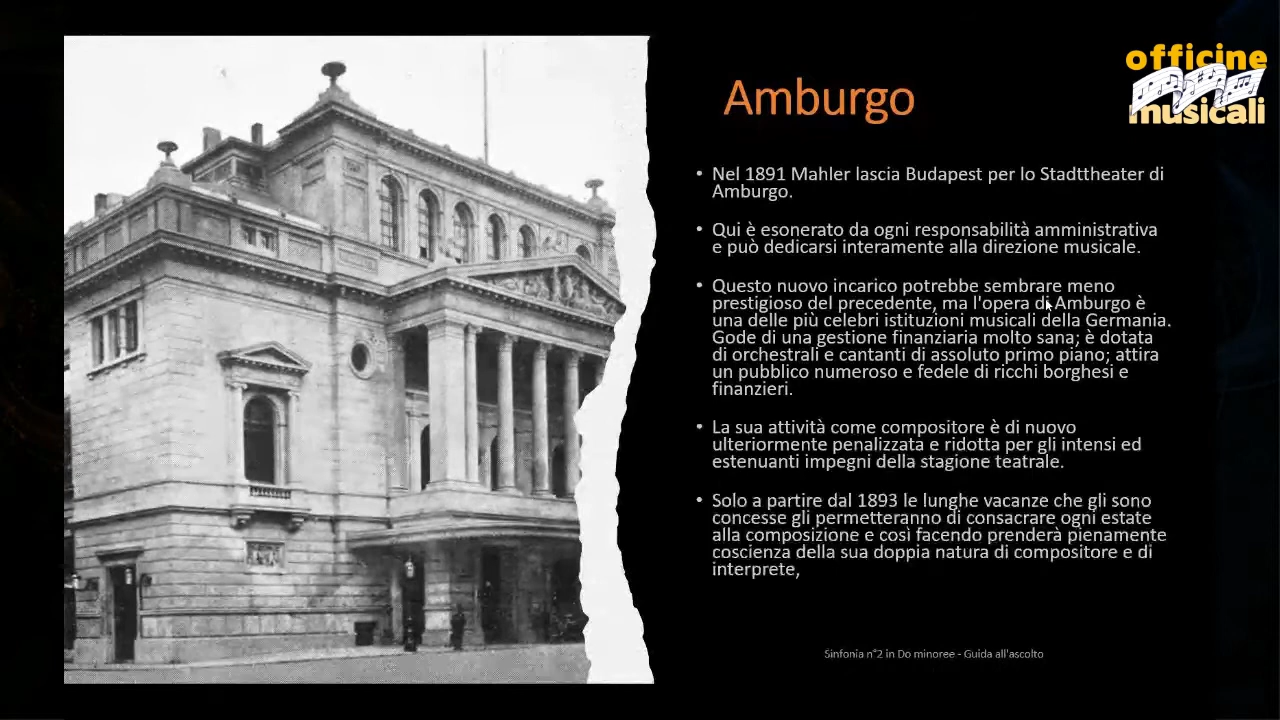 officine
musicali
Amburgo
• Nel 1891 Mahler lascia Budapest per lo Stadttheater di
Amburgo.
• Qui è esonerato da ogni responsabilità amministrativa
e può dedicarsi interamente alla direzione musicale.
• Questo nuovo incarico potrebbe sembrare meno
prestigioso del precedente, ma l'opera di Amburgo è
una delle più celebri istituzioni musicali della Germania.
Gode di una gestione finanziaria molto sana; è dotata
di orchestrali e cantanti di assoluto primo piano; attira
un pubblico numeroso e fedele di ricchi borghesi e
finanzieri.
• La sua attività come compositore è di nuovo
ulteriormente penalizzata e ridotta per gli intensi ed
estenuanti impegni della stagione teatrale.
• Solo a partire dal 1893 le lunghe vacanze che gli sono
concesse gli permetteranno di consacrare ogni estate
alla composizione e così facendo prenderà pienamente
coscienza della sua doppia natura di compositore e di
interprete,
Sinfonia n°2 in Do minoree - Guida all'ascolto